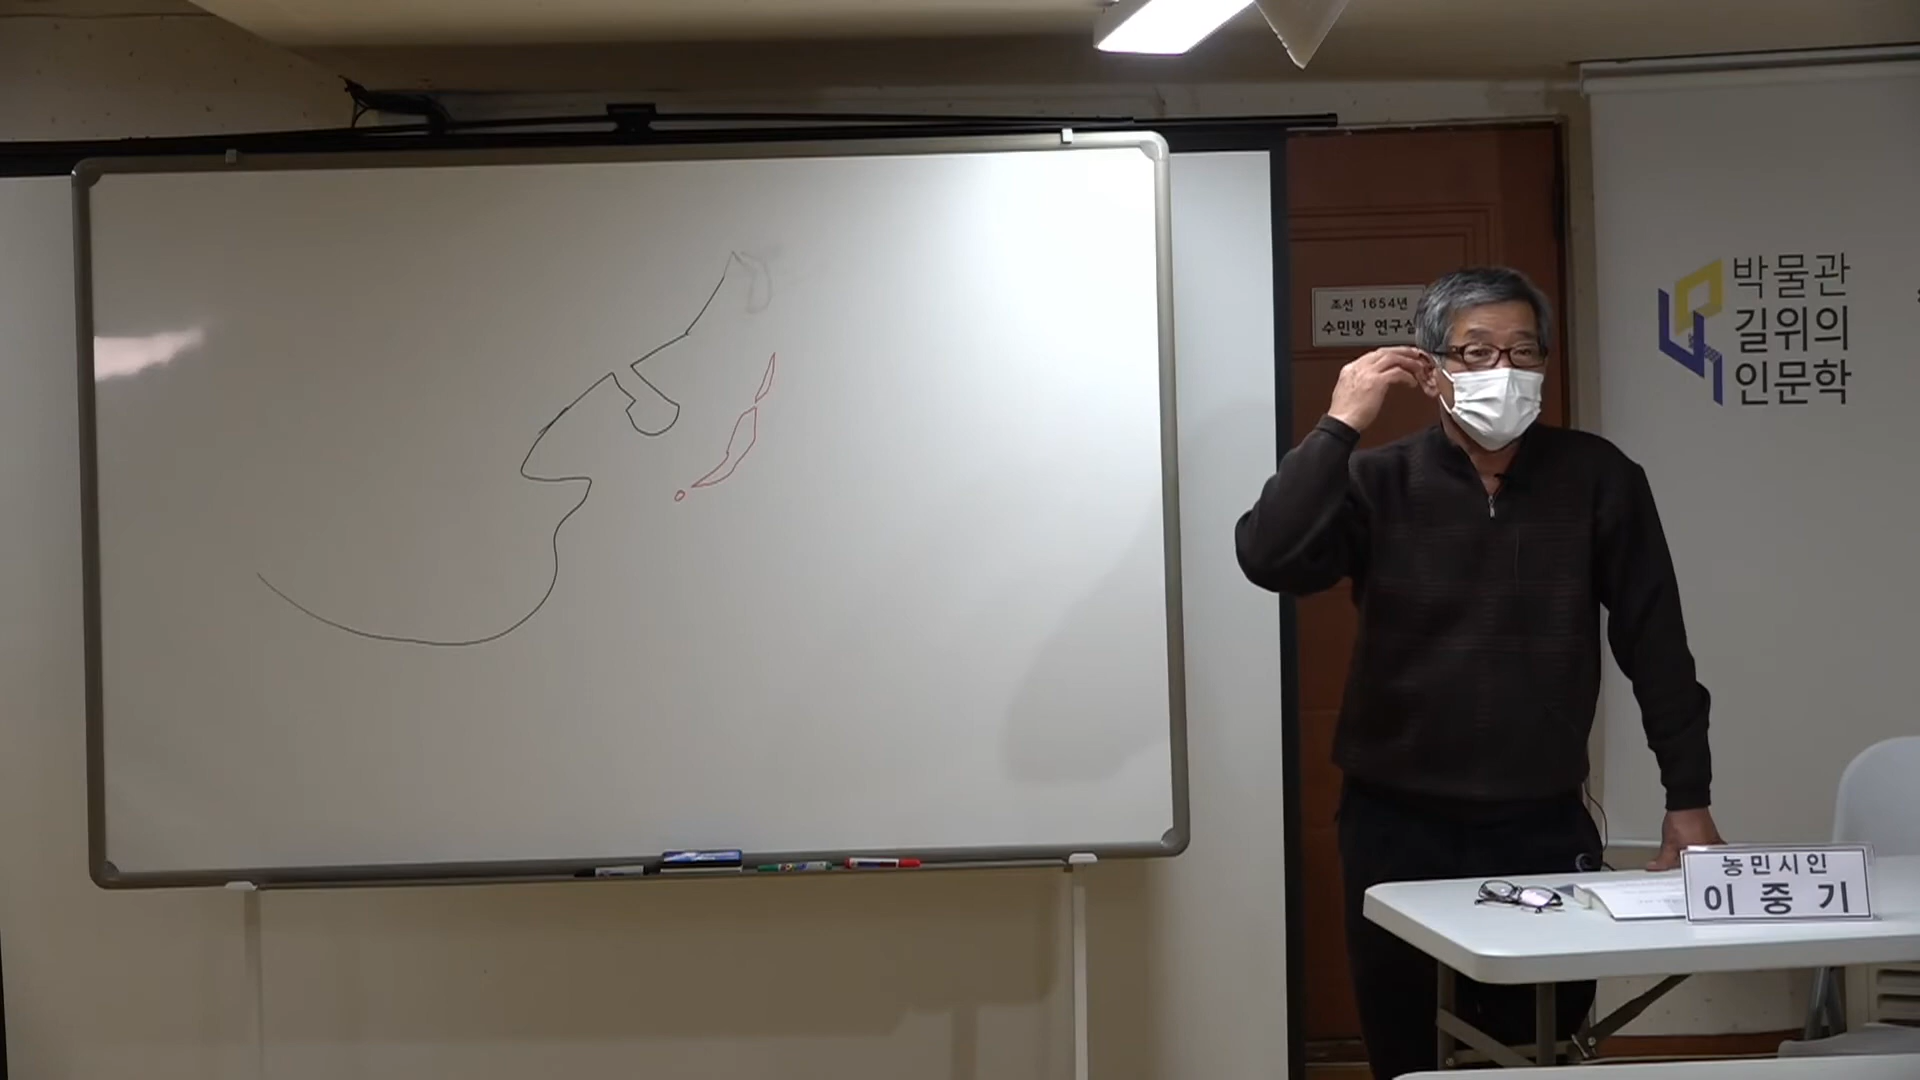 조선 1654년
수민방 연구실
박물관
길위의
인문학
농민시인
이중기